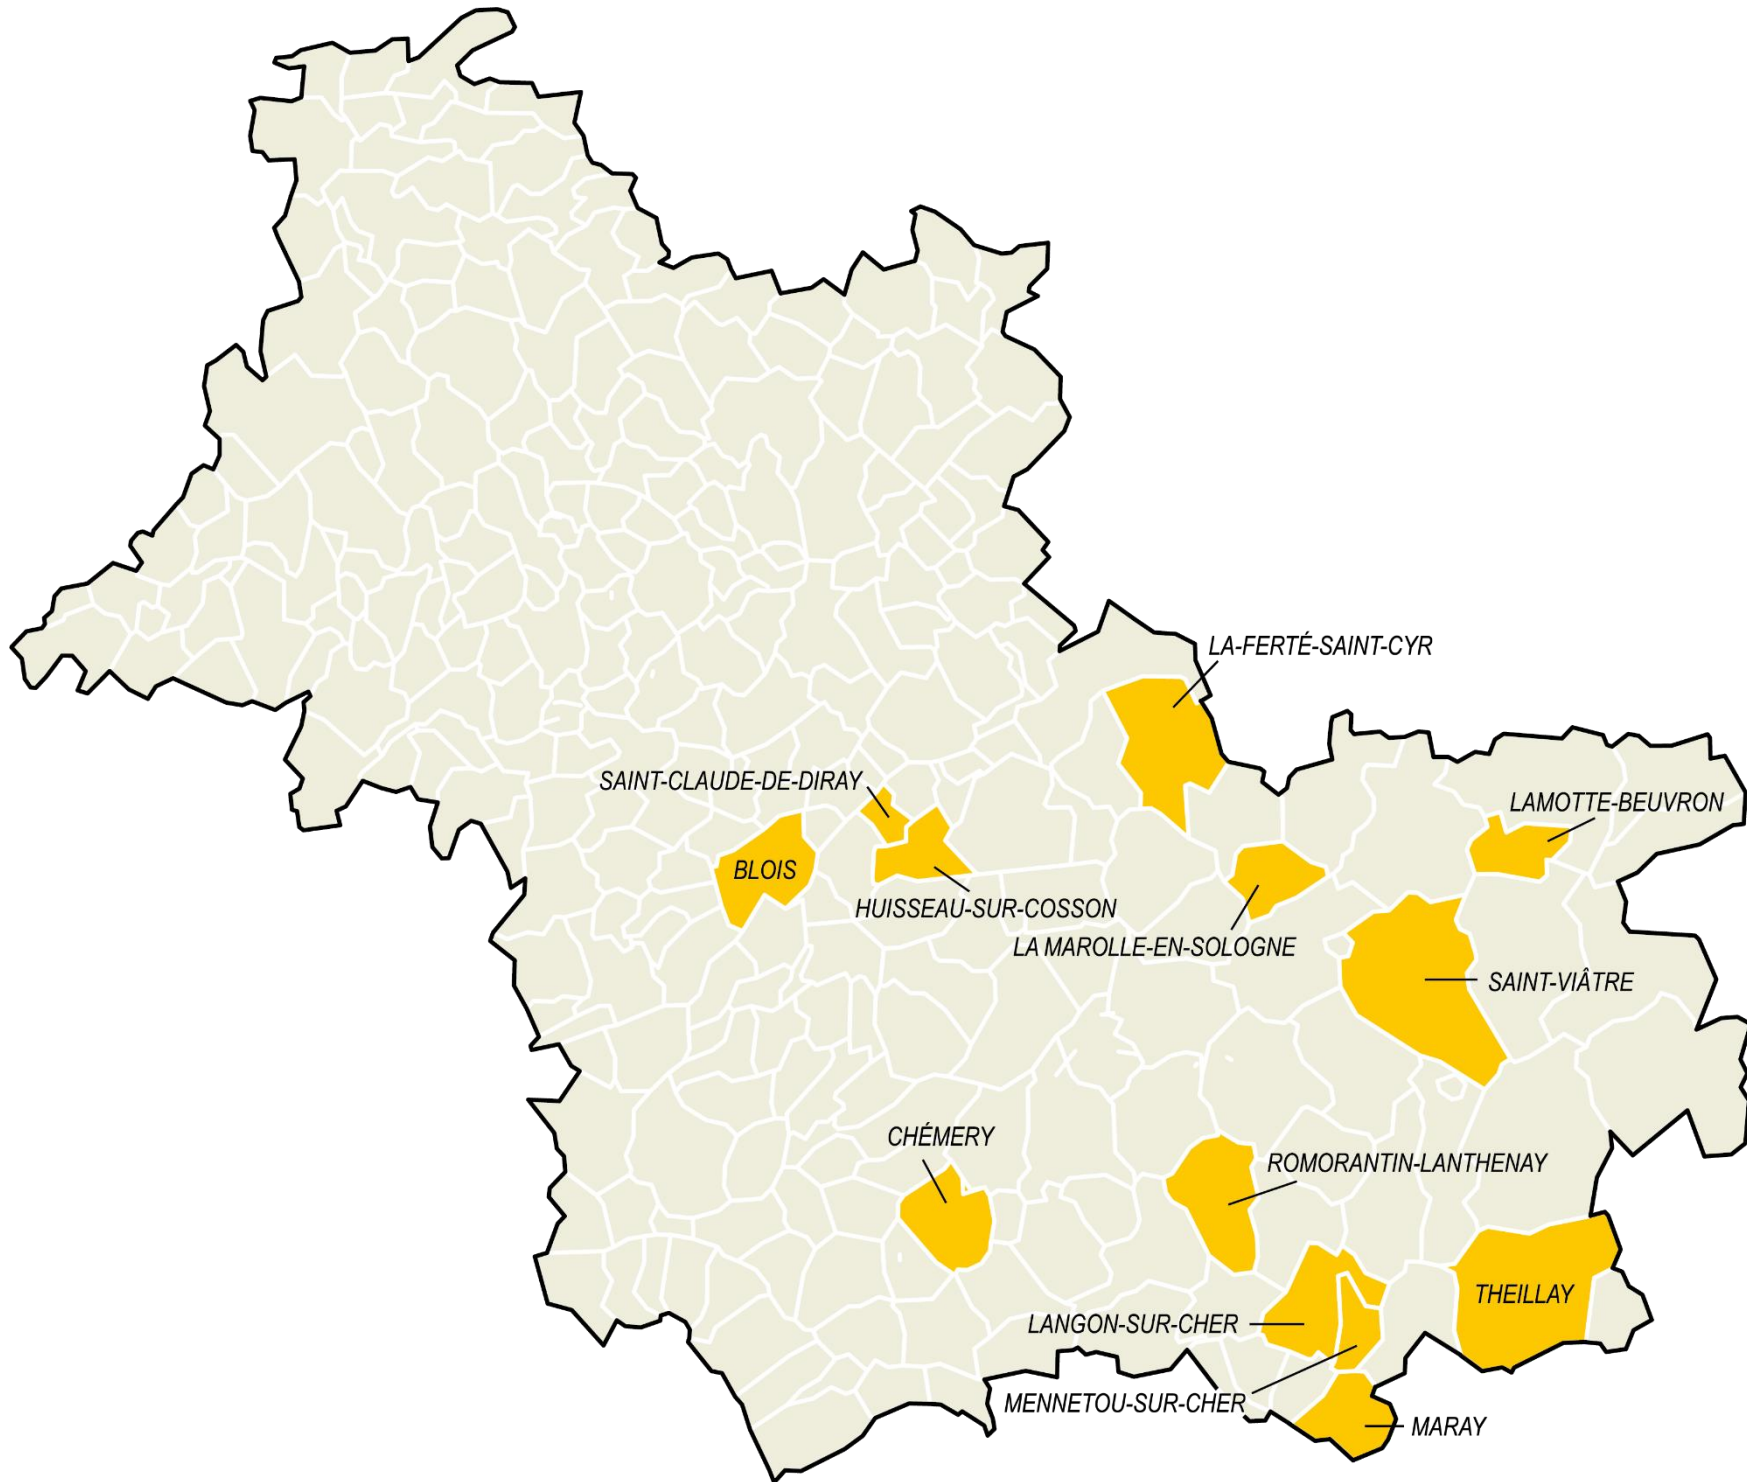 LA-FERTÉ-SAINT-CYR
SAINT-CLAUDE-DE-DIRAY
LAMOTTE-BEUVRON
BLOIS
HUISSEAU-SUR-COSSON
LA MAROLLE-EN-SOLOGNE
SAINT-VIÂTRE
CHÉMERY
ROMORANTIN-LANTHENAY
THEILLAY
LANGON-SUR-CHER
MENNETOU-SUR-CHER
MARAY